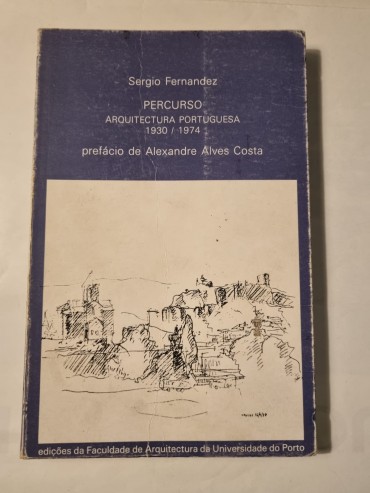 Sergio Fernandez
PERCURSO
ARQUITECTURA PORTUGUESA
1930 / 1974
prefácio de Alexandre Alves Costa
edições da Faculdade de Arquitectura da Universidade do Porto